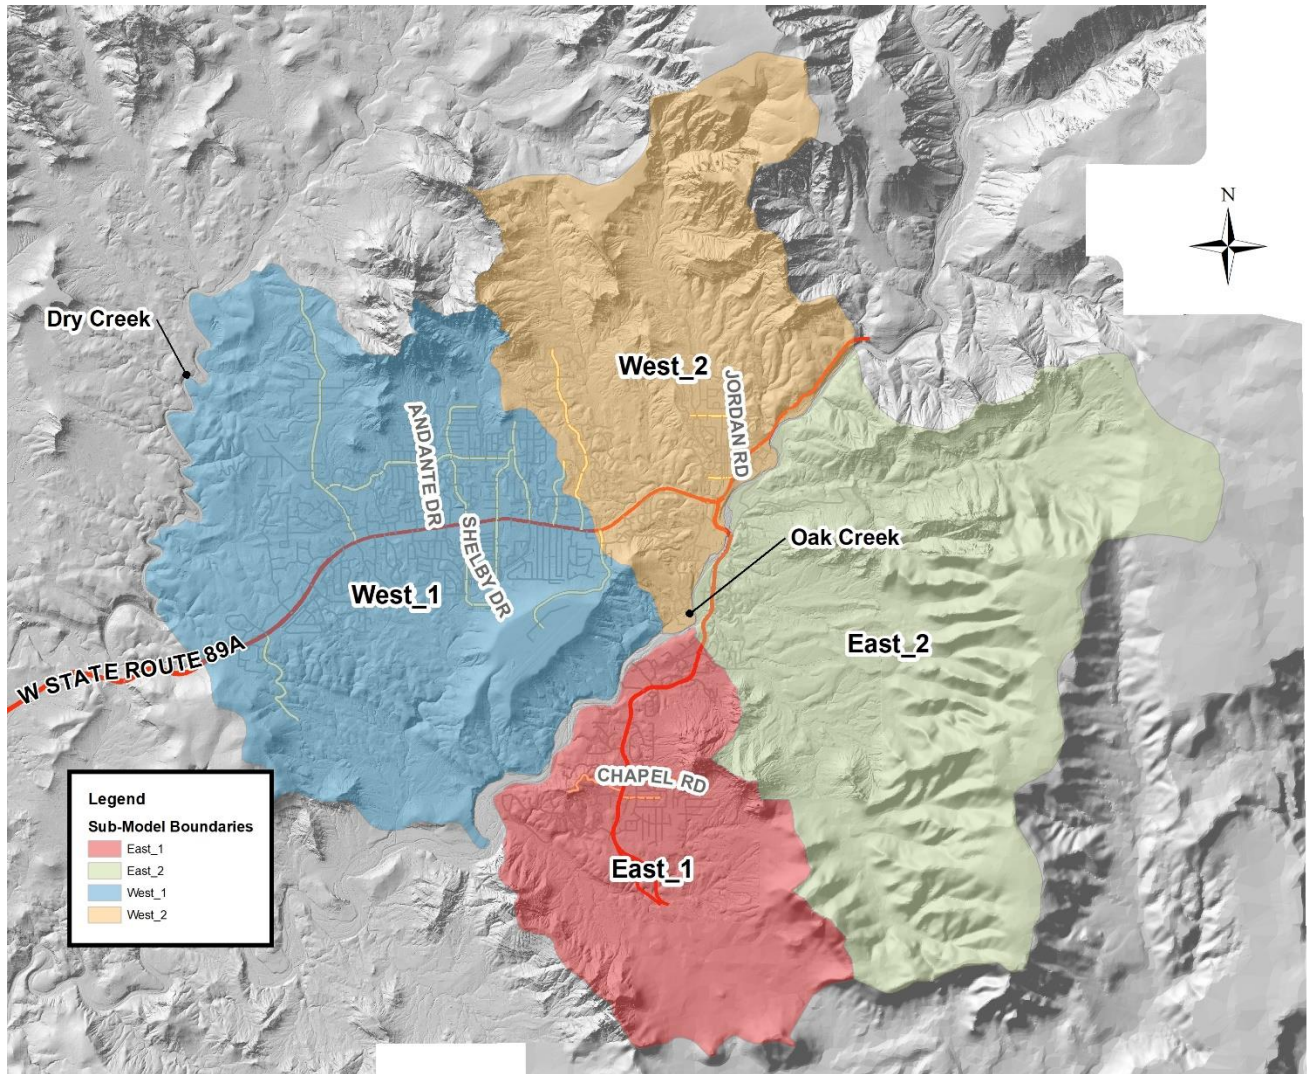 N
Dry Creek
West_2
JORDAN RD
ANDANTE DR
SHELBY DR
Oak Creek
West_1
East_2
W STATE ROUTE 89A
CHAPEL RD
East_1
Legend
Sub-Model Boundaries
East_1
East_2
West_1
West_2